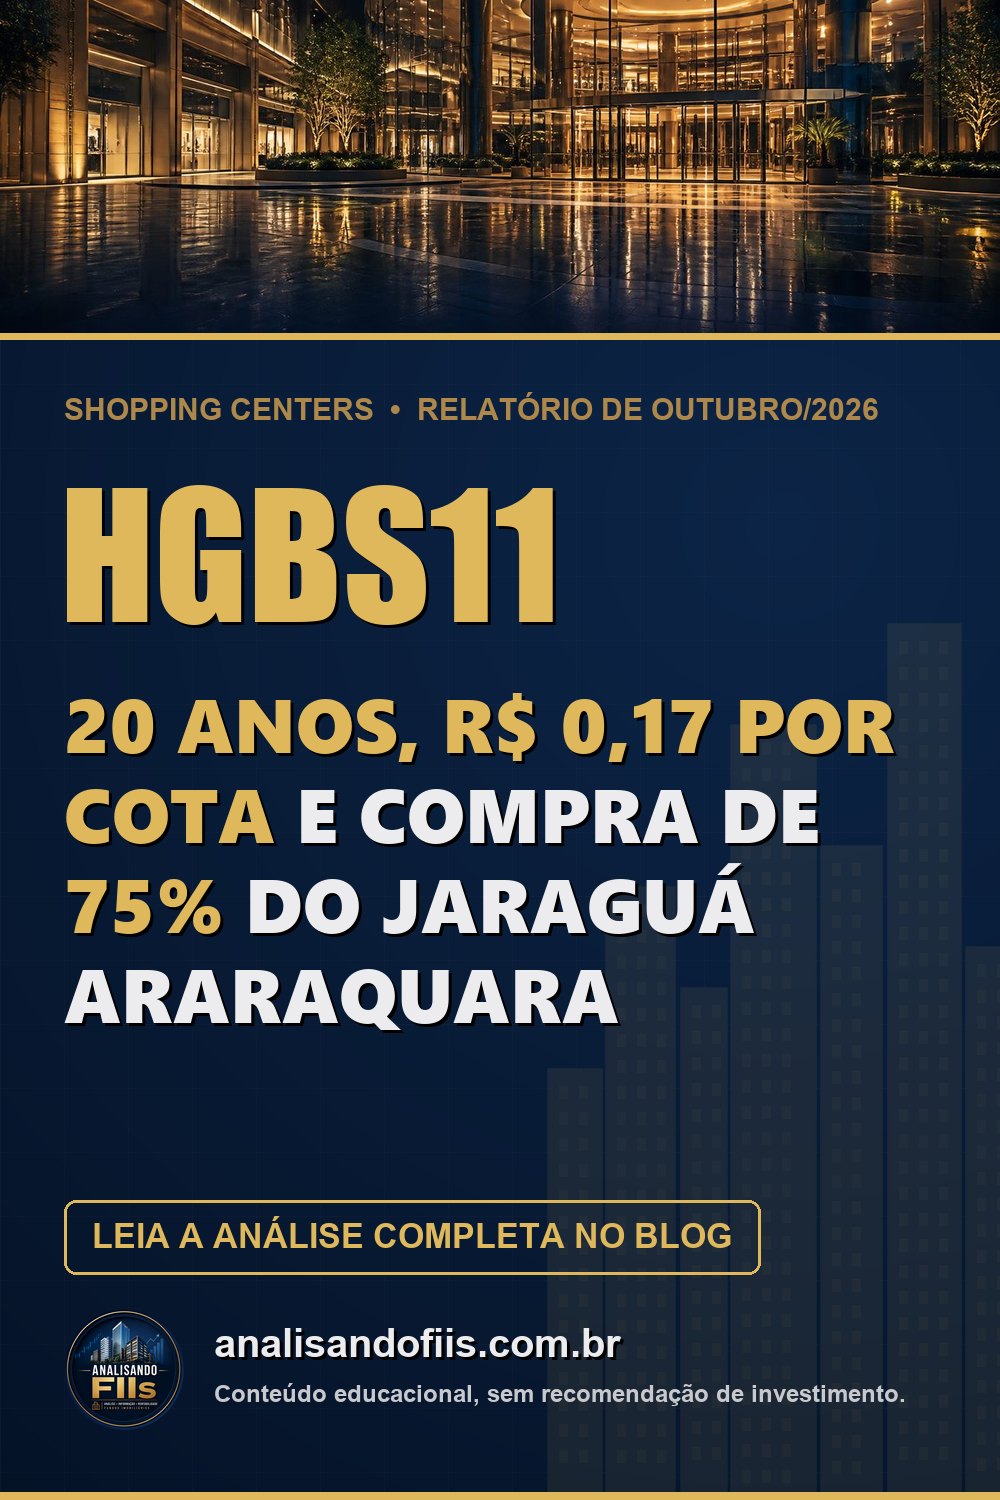 SHOPPING CENTERS • RELATÓRIO DE OUTUBRO/2026
HGBS11
20 ANOS, R$ 0,17 POR
COTA E COMPRA DE
75% DO JARAGUÁ
ARARAQUARA
LEIA A ANÁLISE COMPLETA NO BLOG
ANALISANDO
FIIs
analisandofiis.com.br
Conteúdo educacional, sem recomendação de investimento.